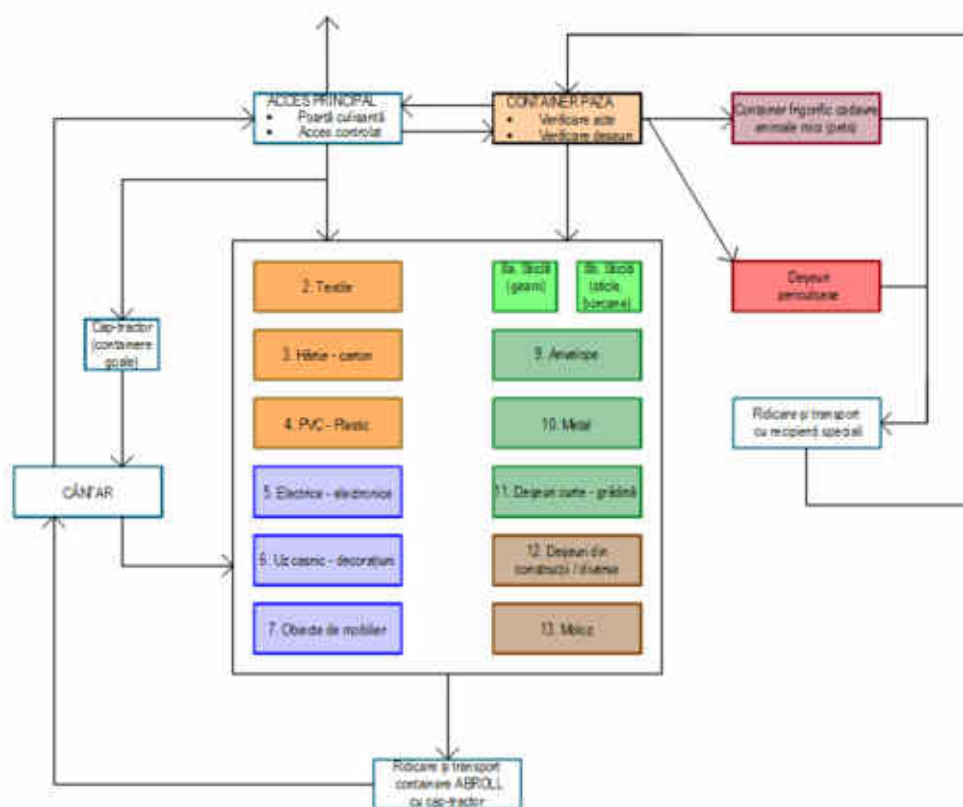 ACCES PRINCIPAL
• Poartă culisantă
• Acces controlat
CONTAINER PAZA
• Verificare acte
• Verificare deseuri
Container frigorific cadavre
animale mici (pets)
Deșeuri
periculoase
Cap-tractor
(containere
goale)
2. Textile
3. Hârtie - carton
4. PVC - Plastic
5. Electrice - electronice
6. Uz casnic - decorațiuni
7. Obiecte de mobilier
8a. Sticlă
(geam)
8b. Sticlă
(sticle,
borcane)
9. Anvelope
10. Metal
11. Deșeuri curte - grădină
12. Deșeuri din
construcții / diverse
13. Moloz
Ridicare și transport
cu recipienți speciali
CÂNTAR
Ridicare și transport
containere ABROLL
cu cap-tractor